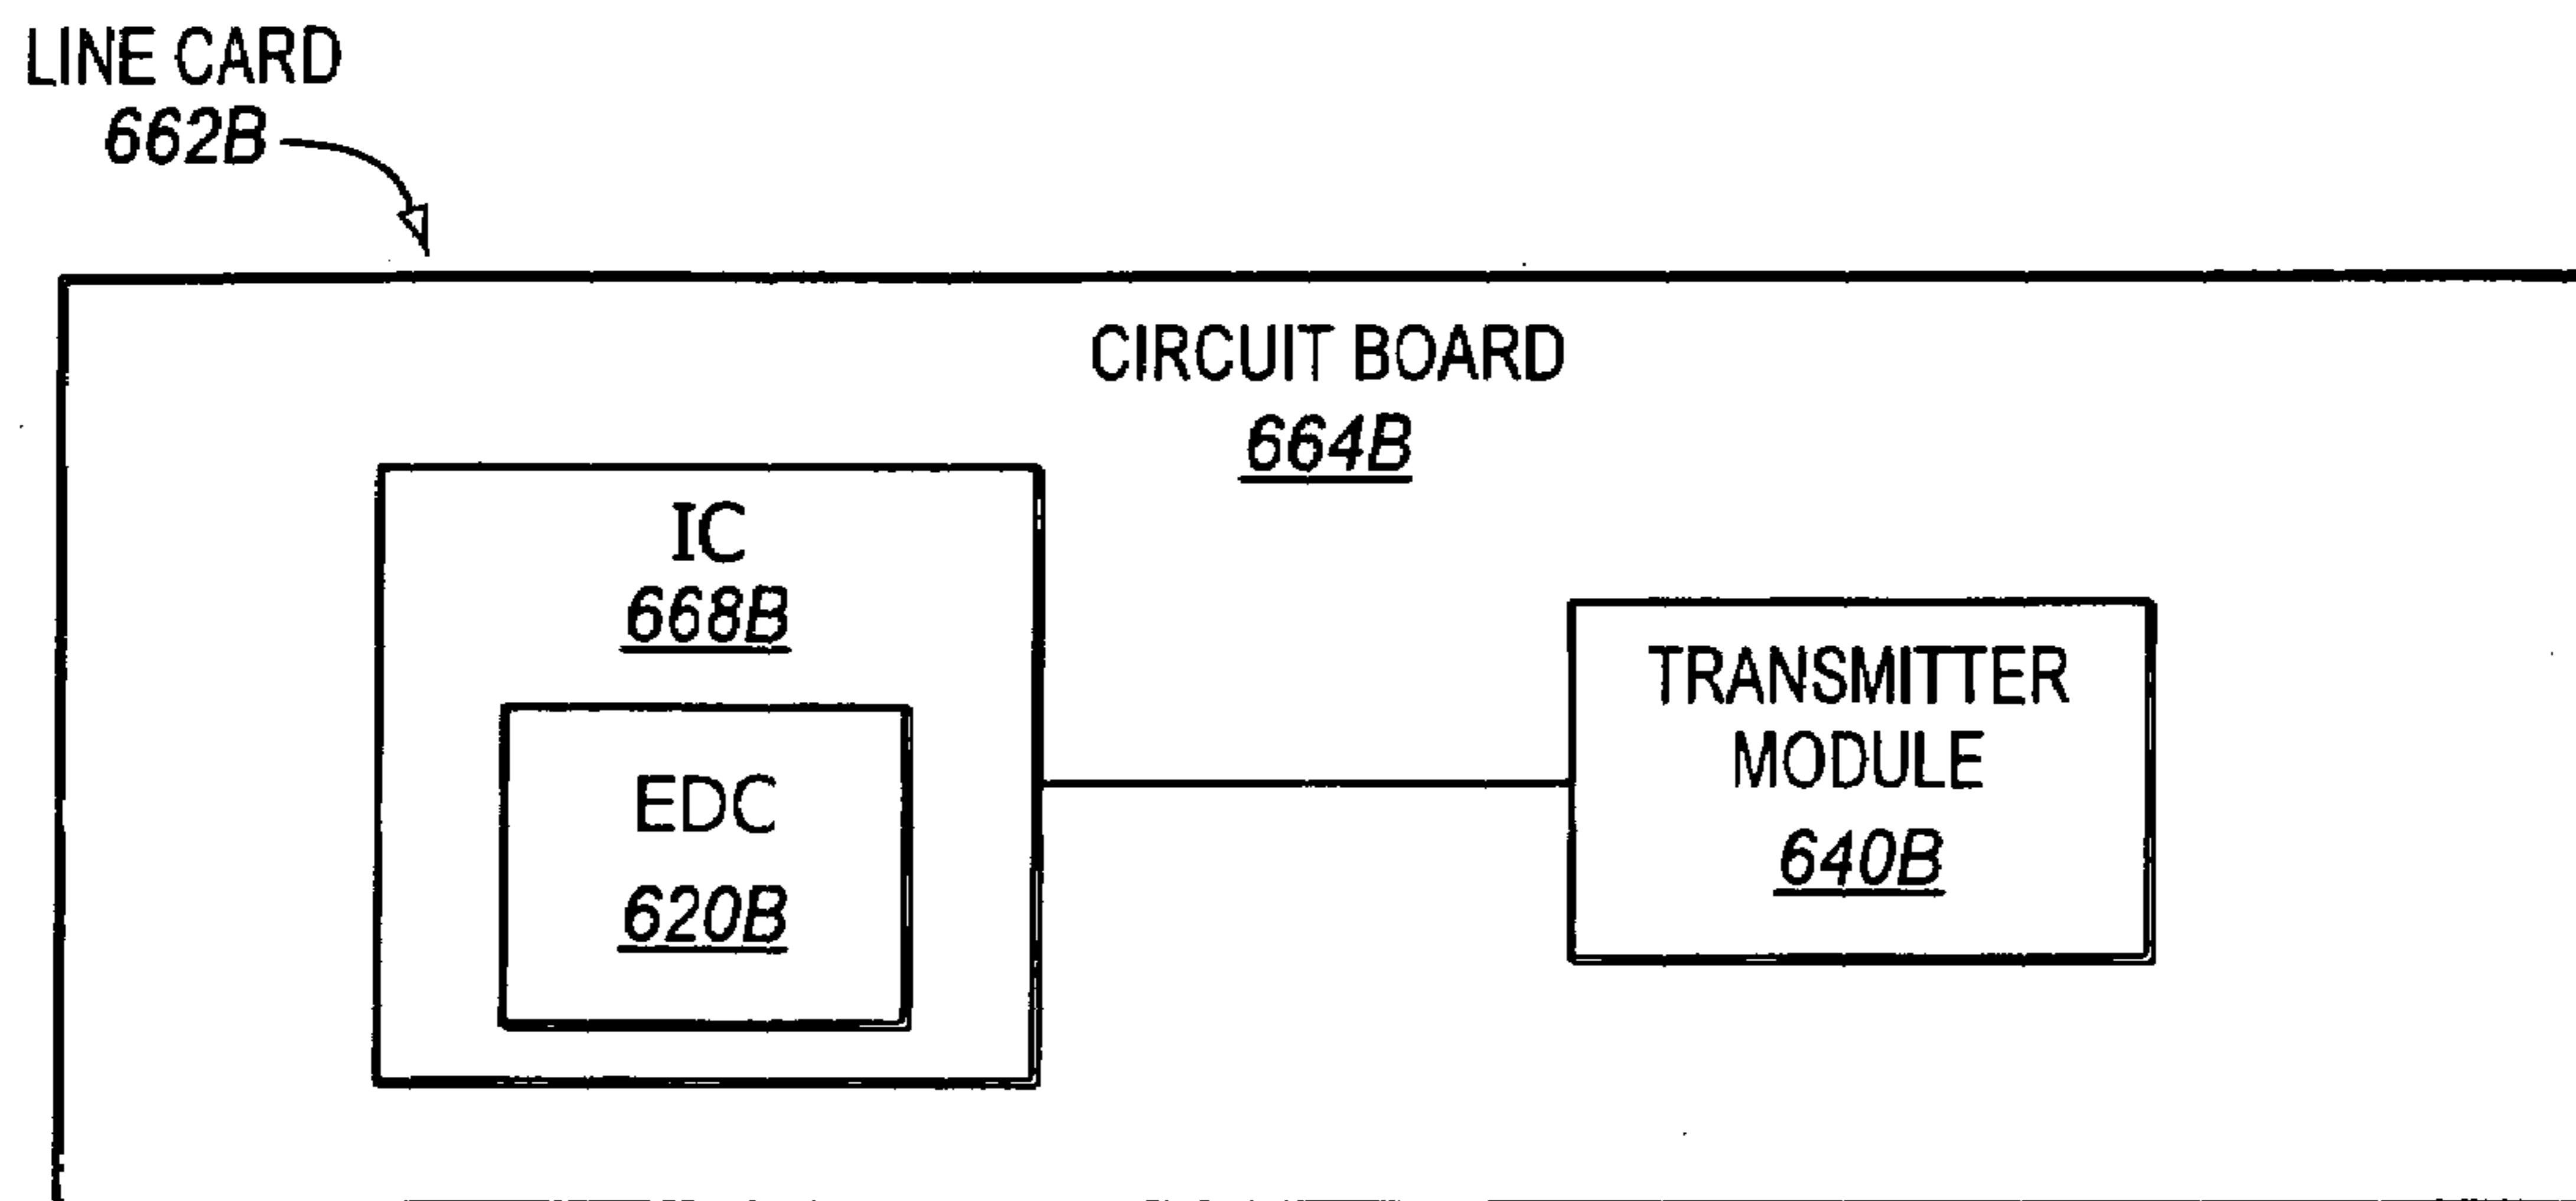 LINE CARD
662B
CIRCUIT BOARD
664B
IC
668B
EDC
620B
TRANSMITTER
MODULE
640B